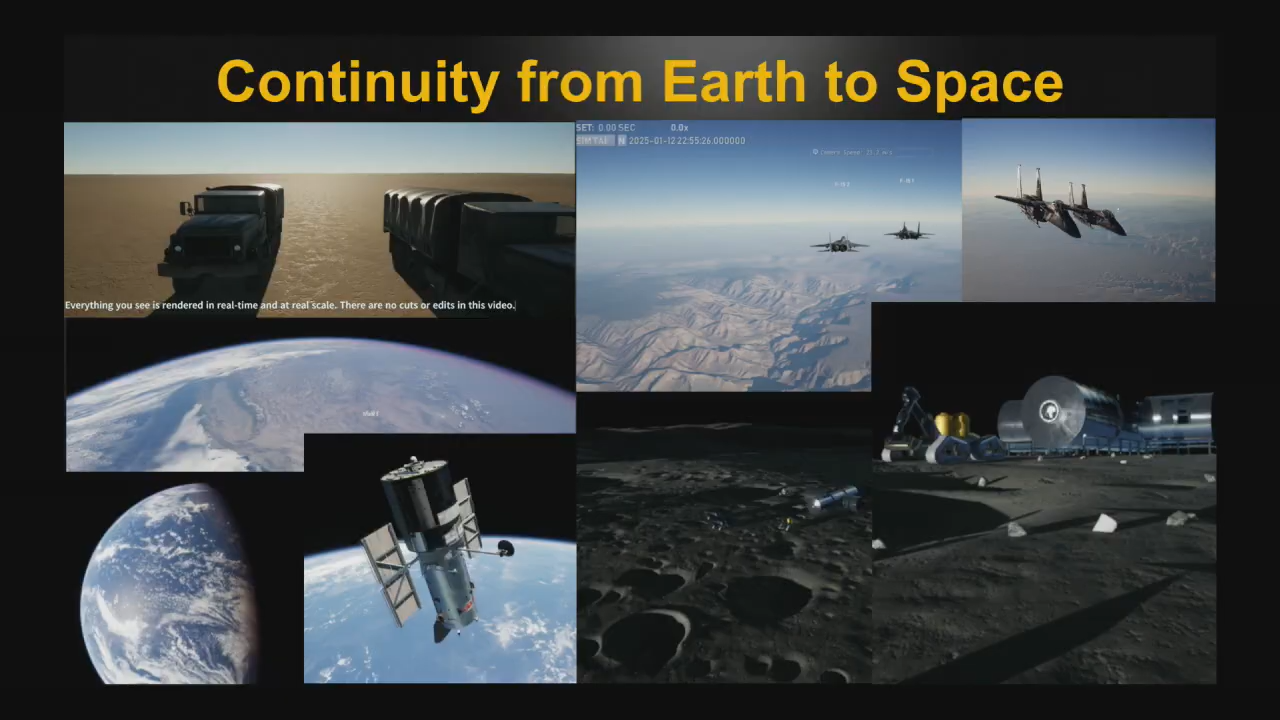 Continuity from Earth to Space
SET: 0.00 SEC 0.0x
SIM TAI N 2025-01-12 22:55:26.000000
Everything you see is rendered in real-time and at real scale. There are no cuts or edits in this video.